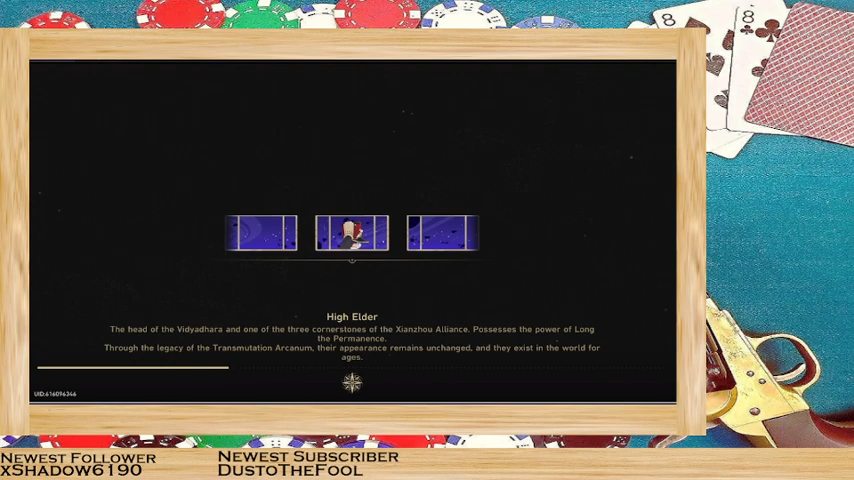 8
8
High Elder
The head of the Vidyadhara and one of the three cornerstones of the Xianzhou Alliance. Possesses the power of Long
the Permanence.
Through the legacy of the Transmutation Arcanum, their appearance remains unchanged, and they exist in the world for
ages.
UID:616096346
Newest Follower
xShadow6190
Newest Subscriber
DustoTheFool